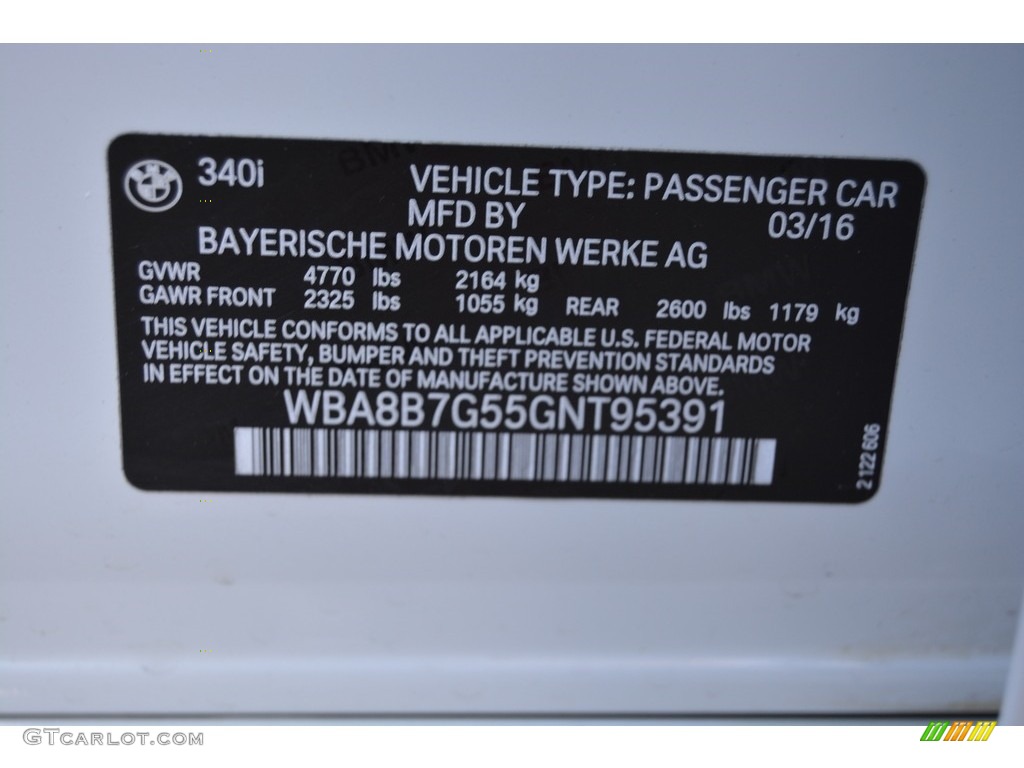 340i
VEHICLE TYPE: PASSENGER CAR
MFD BY 03/16
BAYERISCHE MOTOREN WERKE AG
GVWR 4770 lbs 2164 kg
GAWR FRONT 2325 lbs 1055 kg REAR 2600 lbs 1179 kg
THIS VEHICLE CONFORMS TO ALL APPLICABLE U.S. FEDERAL MOTOR
VEHICLE SAFETY, BUMPER AND THEFT PREVENTION STANDARDS
IN EFFECT ON THE DATE OF MANUFACTURE SHOWN ABOVE.
WBA8B7G55GNT95391
2 122 606
GTCARLOT.COM